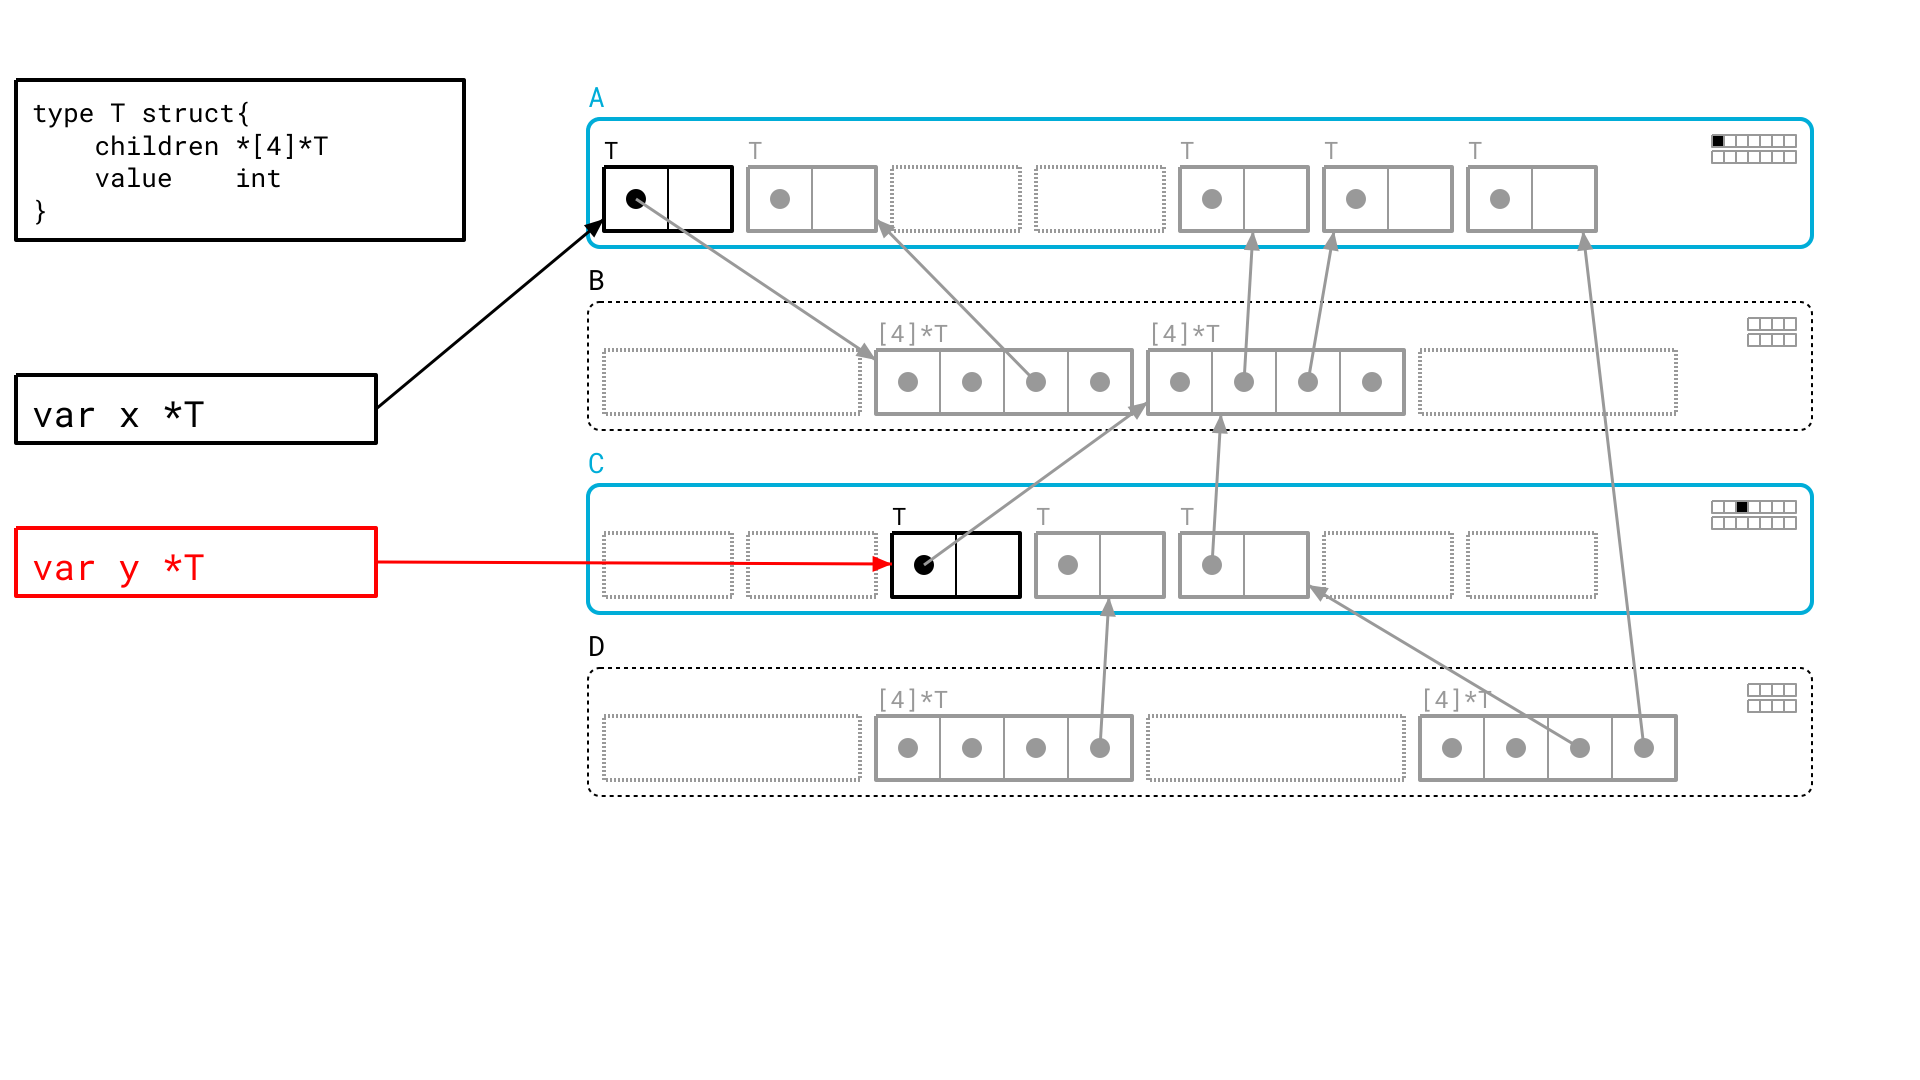 type T struct{
    children *[4]*T
    value    int
}
var x *T
var y *T
A
T T T T T
B
[4]*T [4]*T
C
T T T
D
[4]*T [4]*T